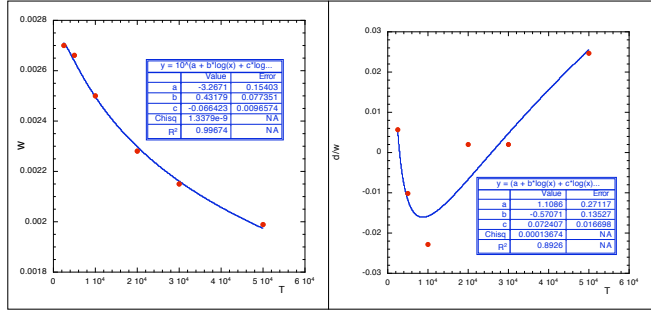 0.0028
0.0026
0.0024
0.0022
0.002
0.0018
W
0
1 10⁴
2 10⁴
3 10⁴
4 10⁴
5 10⁴
6 10⁴
T
y = 10^(a + b*log(x) + c*log...
Value Error
a -3.2671 0.15403
b 0.43179 0.077351
c -0.066423 0.0096574
Chisq 1.3379e-9 NA
R² 0.99674 NA
0.03
0.02
0.01
0
-0.01
-0.02
-0.03
d/w
0
1 10⁴
2 10⁴
3 10⁴
4 10⁴
5 10⁴
6 10⁴
T
y = (a + b*log(x) + c*log(x)...
Value Error
a 1.1086 0.27117
b -0.57071 0.13527
c 0.072407 0.016698
Chisq 0.00013674 NA
R² 0.8926 NA